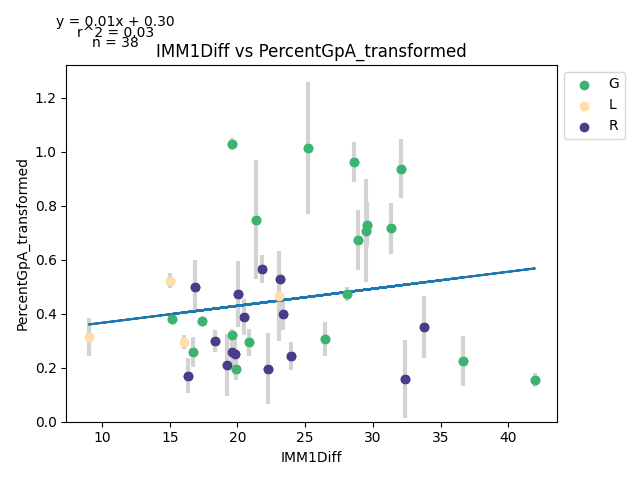 y = 0.01x + 0.30
r^2 = 0.03
n = 38
IMM1Diff vs PercentGpA_transformed
G
L
R
PercentGpA_transformed
1.2
1.0
0.8
0.6
0.4
0.2
0.0
10 15 20 25 30 35 40
IMM1Diff